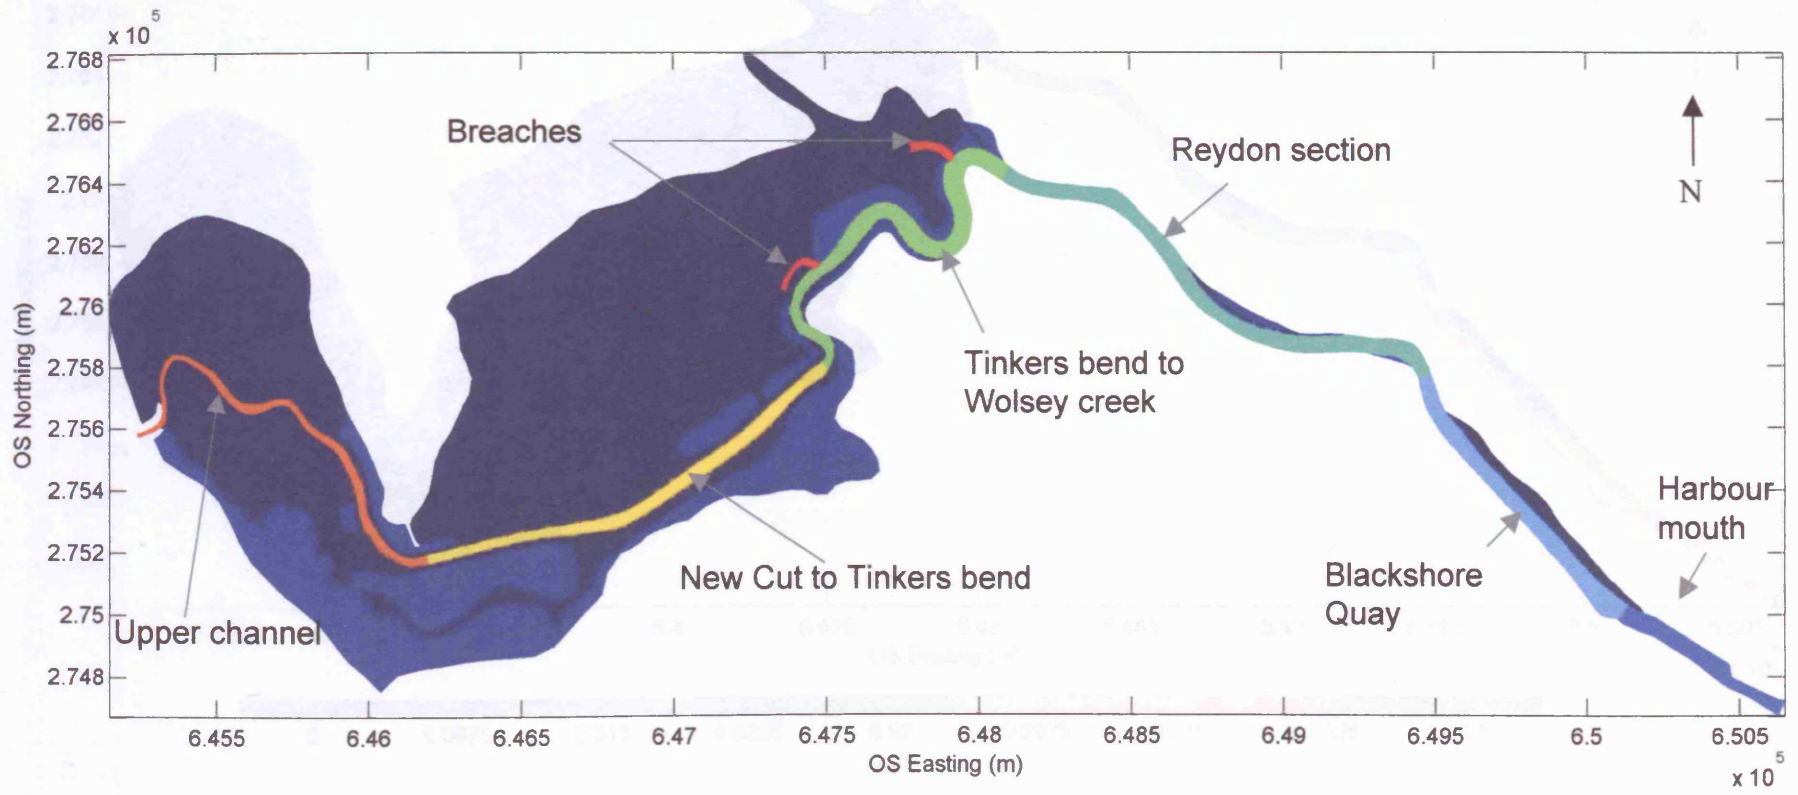 x 10 5
2.768
2.766
2.764
2.762
2.76
2.758
2.756
2.754
2.752
2.75
2.748
OS Northing (m)
Breaches
Reydon section
N
Tinkers bend to
Wolsey creek
Harbour
mouth
Blackshore
Quay
New Cut to Tinkers bend
Upper channel
6.455
6.46
6.465
6.47
6.475
6.48
6.485
6.49
6.495
6.5
6.505
OS Easting (m)
x 10 5